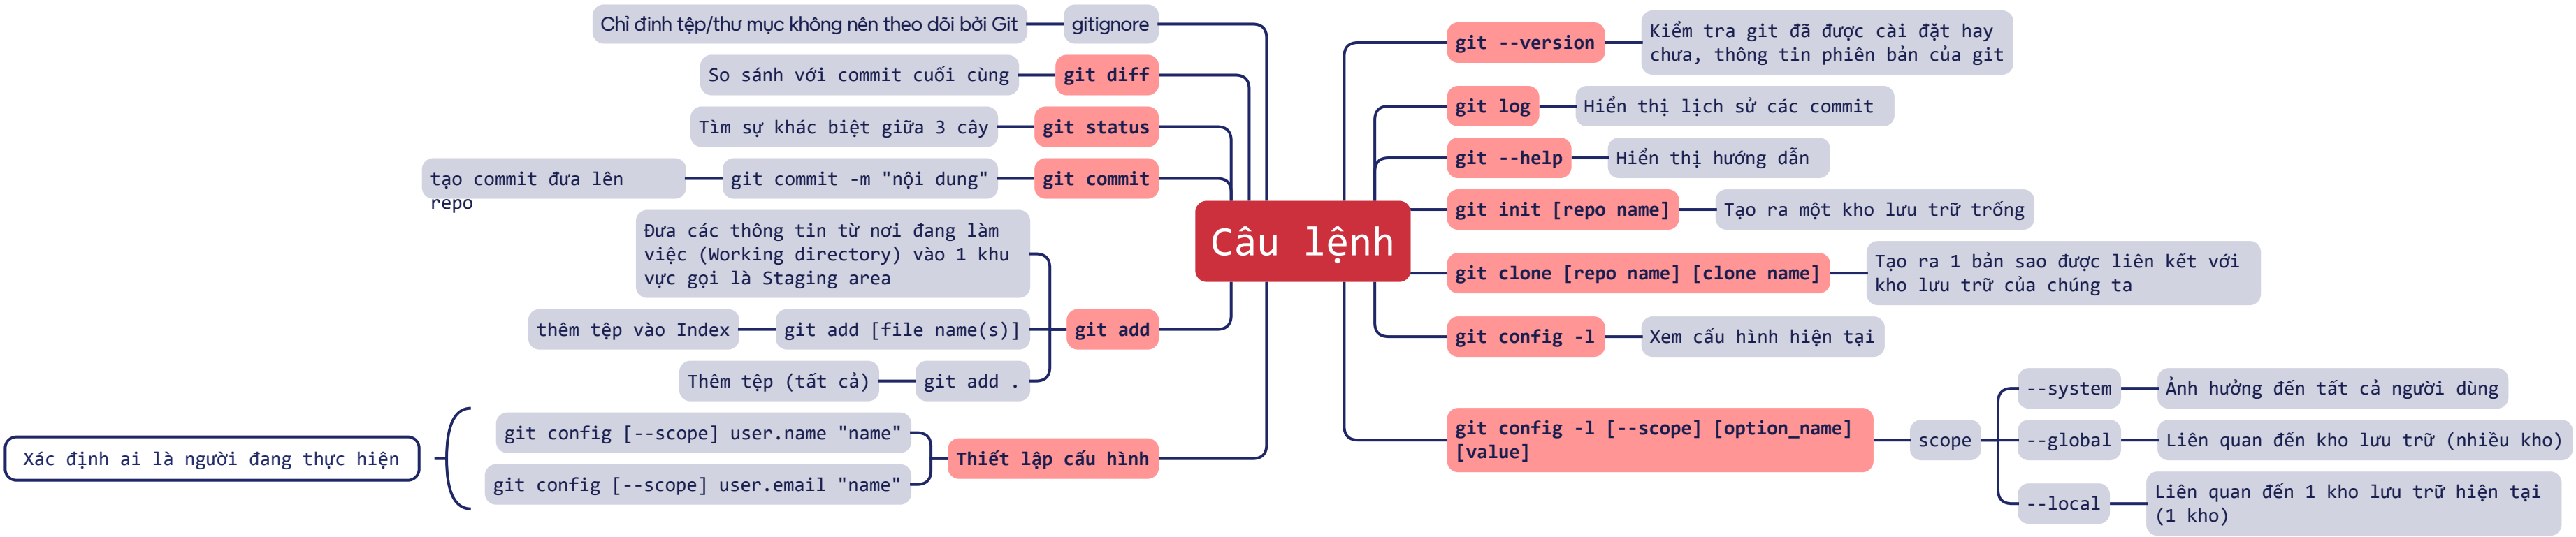 Chỉ đinh tệp/thư mục không nên theo dõi bởi Git
gitignore
So sánh với commit cuối cùng
git diff
Tìm sự khác biệt giữa 3 cây
git status
tạo commit đưa lên
repo
git commit -m "nội dung"
git commit
Đưa các thông tin từ nơi đang làm
việc (Working directory) vào 1 khu
vực gọi là Staging area
thêm tệp vào Index
git add [file name(s)]
git add
Thêm tệp (tất cả)
git add .
Xác định ai là người đang thực hiện
git config [--scope] user.name "name"
git config [--scope] user.email "name"
Thiết lập cấu hình
Câu lệnh
git --version
Kiểm tra git đã được cài đặt hay
chưa, thông tin phiên bản của git
git log
Hiển thị lịch sử các commit
git --help
Hiển thị hướng dẫn
git init [repo name]
Tạo ra một kho lưu trữ trống
git clone [repo name] [clone name]
Tạo ra 1 bản sao được liên kết với
kho lưu trữ của chúng ta
git config -l
Xem cấu hình hiện tại
git config -l [--scope] [option_name]
[value]
scope
--system
Ảnh hưởng đến tất cả người dùng
--global
Liên quan đến kho lưu trữ (nhiều kho)
--local
Liên quan đến 1 kho lưu trữ hiện tại
(1 kho)